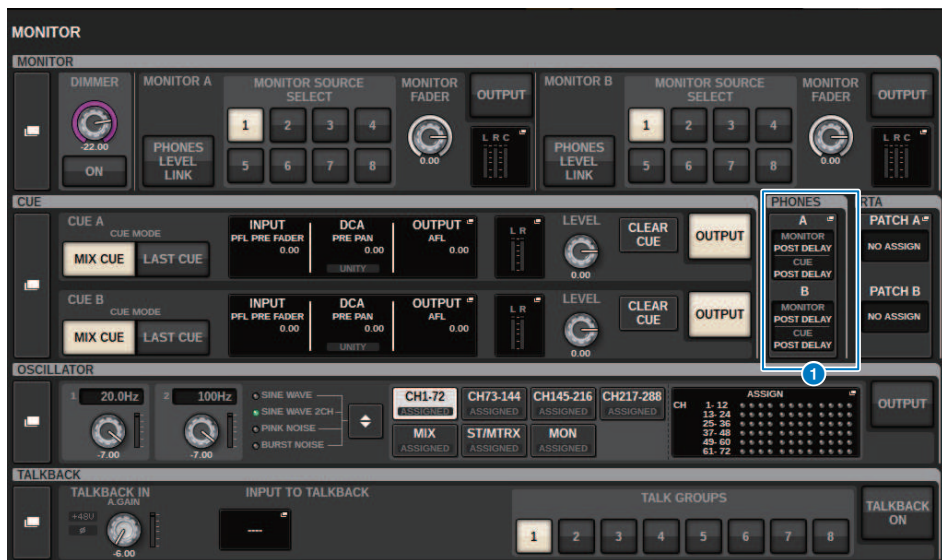 MONITOR
MONITOR
DIMMER
-22.00
ON
MONITOR A
PHONES
LEVEL
LINK
MONITOR SOURCE
SELECT
1 2 3 4
5 6 7 8
MONITOR
FADER
0.00
OUTPUT
L R C
MONITOR B
PHONES
LEVEL
LINK
MONITOR SOURCE
SELECT
1 2 3 4
5 6 7 8
MONITOR
FADER
0.00
OUTPUT
L R C
CUE
CUE A
CUE MODE
MIX CUE LAST CUE
INPUT
PFL PRE FADER
0.00
DCA
PRE PAN
0.00
UNITY
OUTPUT
AFL
0.00
L R
LEVEL
0.00
CLEAR
CUE
OUTPUT
CUE B
CUE MODE
MIX CUE LAST CUE
INPUT
PFL PRE FADER
0.00
DCA
PRE PAN
0.00
UNITY
OUTPUT
AFL
0.00
L R
LEVEL
0.00
CLEAR
CUE
OUTPUT
PHONES
A
MONITOR
POST DELAY
CUE
POST DELAY
B
MONITOR
POST DELAY
CUE
POST DELAY
1
RTA
PATCH A
NO ASSIGN
PATCH B
NO ASSIGN
OSCILLATOR
1 20.0Hz
-7.00
2 100Hz
-7.00
SINE WAVE
SINE WAVE 2CH
PINK NOISE
BURST NOISE
CH1-72
ASSIGNED
CH73-144
ASSIGNED
CH145-216
ASSIGNED
CH217-288
ASSIGNED
MIX
ASSIGNED
ST/MTRX
ASSIGNED
MON
ASSIGNED
ASSIGN
CH 1- 12
13- 24
25- 36
37- 48
49- 60
61- 72
OUTPUT
TALKBACK
TALKBACK IN
A.GAIN
+48V
ø
-6.00
INPUT TO TALKBACK
----
TALK GROUPS
1 2 3 4 5 6 7 8
TALKBACK
ON